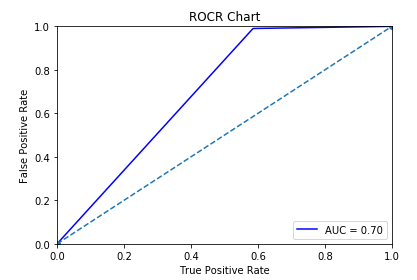 ROCR Chart
False Positive Rate
1.0
0.8
0.6
0.4
0.2
0.0
0.0 0.2 0.4 0.6 0.8 1.0
AUC = 0.70
True Positive Rate